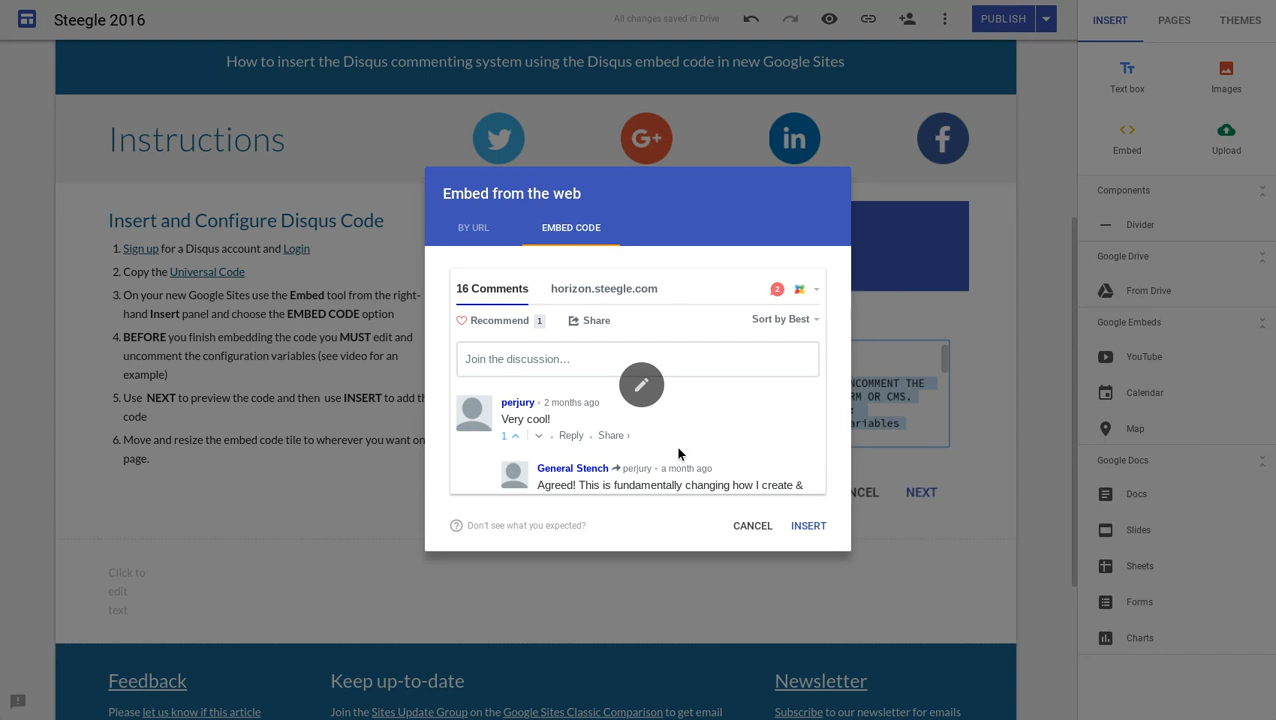 Steegle 2016
All changes saved in Drive
PUBLISH
INSERT
PAGES
THEMES
How to insert the Disqus commenting system using the Disqus embed code in new Google Sites
Text box
Images
Embed
Upload
Instructions
G+
in
f
Insert and Configure Disqus Code
1. Sign up for a Disqus account and Login
2. Copy the Universal Code
3. On your new Google Sites use the Embed tool from the right-
hand Insert panel and choose the EMBED CODE
option
4. BEFORE you finish embedding the code you MUST edit and
uncomment the configuration variables (see video for an
example)
5. Use NEXT to preview the code and then use INSERT to add th
code
6. Move and resize the embed code tile to wherever you want on
page.
Embed from the web
BY URL
EMBED CODE
16 Comments
horizon.steegle.com
2
Recommend 1
Share
Sort by Best
Join the discussion…
perjury • 2 months ago
Very cool!
1
Reply
Share ›
General Stench perjury • a month ago
Agreed! This is fundamentally changing how I create &
? Don't see what you expected?
CANCEL
INSERT
NCOMMENT THE
RM OR CMS.
:
ariables
NCEL
NEXT
Click to
edit
text
Components
Divider
Google Drive
From Drive
Google Embeds
YouTube
Calendar
Map
Google Docs
Docs
Slides
Sheets
Forms
Charts
Feedback
Please let us know if this article
Keep up-to-date
Join the Sites Update Group on the Google Sites Classic Comparison to get email
Newsletter
Subscribe to our newsletter for emails